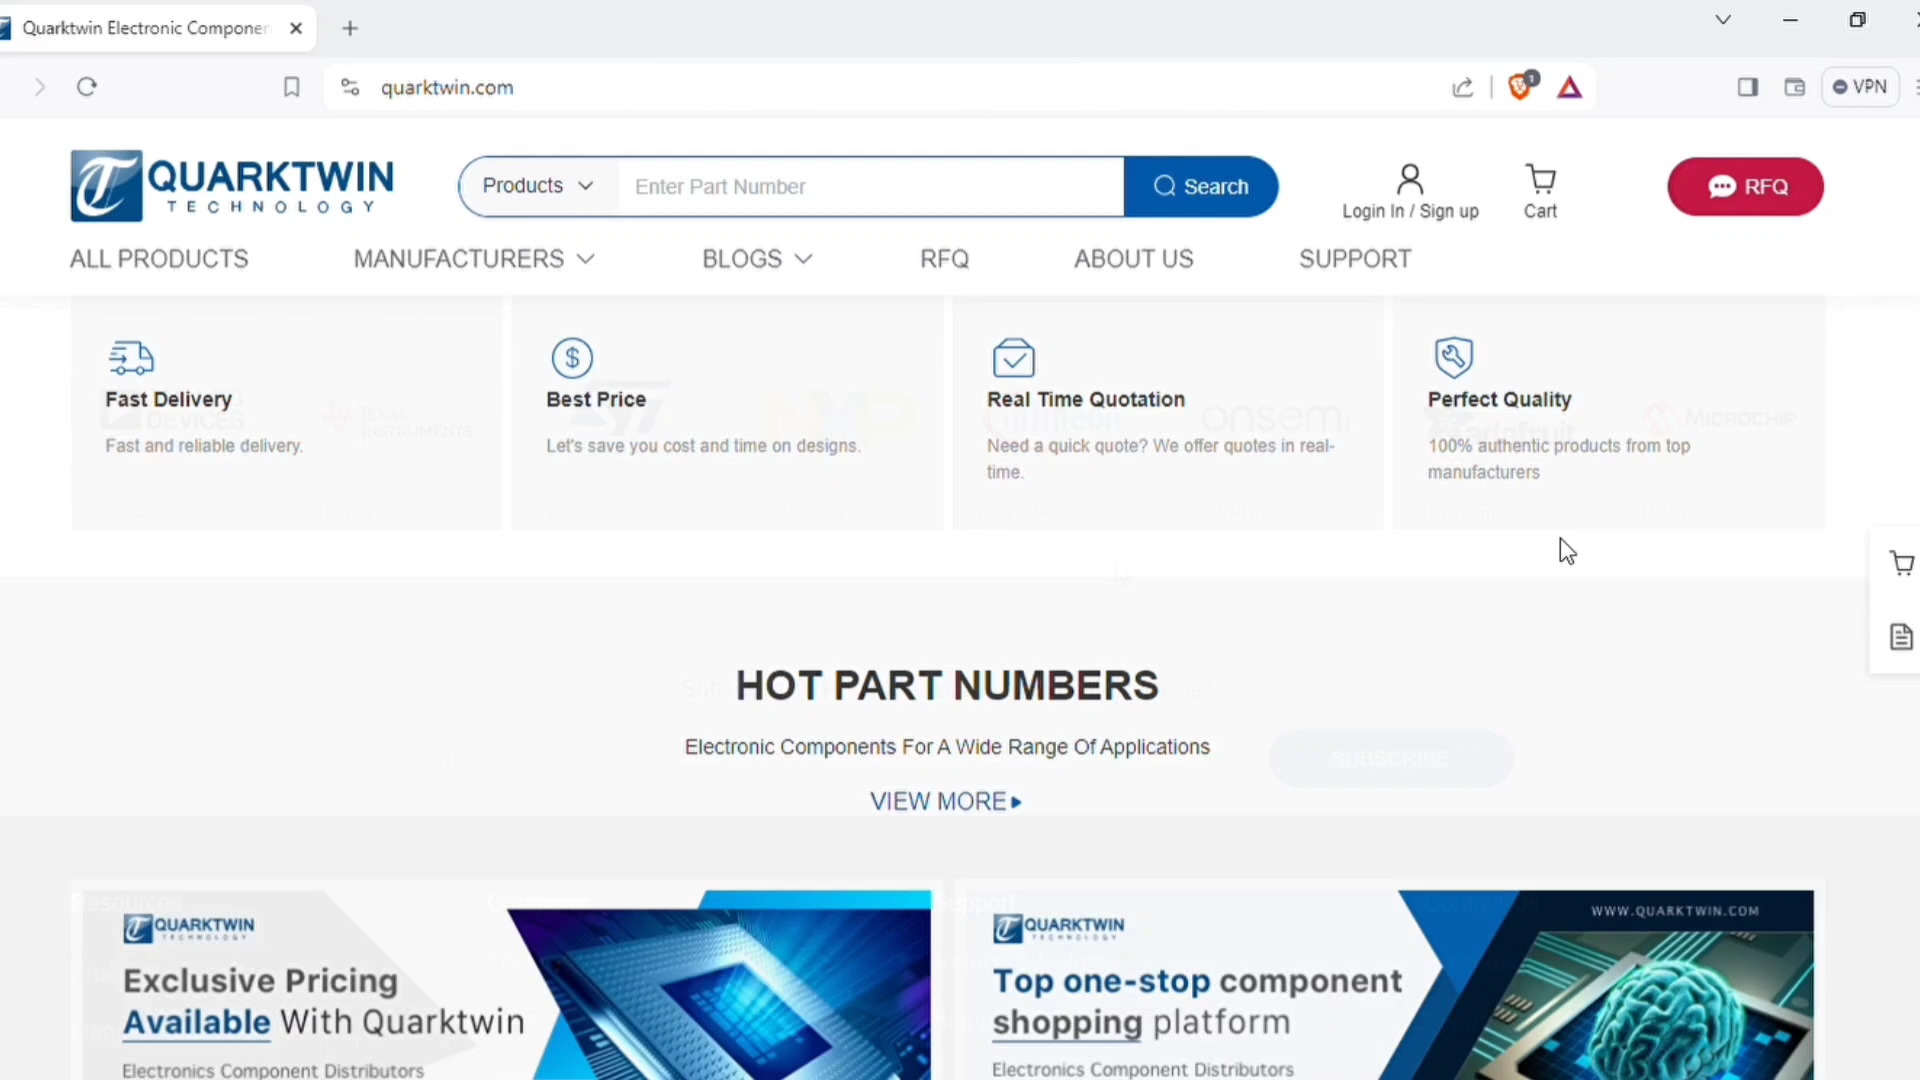 Quarktwin Electronic Componen
quarktwin.com
1
VPN
QUARKTWIN
TECHNOLOGY
Products
Enter Part Number
Search
Login In / Sign up
Cart
RFQ
ALL PRODUCTS
MANUFACTURERS
BLOGS
RFQ
ABOUT US
SUPPORT
Fast Delivery
Best Price
Real Time Quotation
Perfect Quality
DEVICES
TEXAS
INSTRUMENTS
NXP
infineon
onsemi
adafruit
MICROCHIP
Fast and reliable delivery.
Let's save you cost and time on designs.
Need a quick quote? We offer quotes in real-
time.
100% authentic products from top
manufacturers
HOT PART NUMBERS
Electronic Components For A Wide Range Of Applications
SUBSCRIBE
VIEW MORE
Resources
Support
QUARKTWIN
TECHNOLOGY
Exclusive Pricing
Available With Quarktwin
Electronics Component Distributors
QUARKTWIN
TECHNOLOGY
WWW.QUARKTWIN.COM
Top one-stop component
shopping platform
Electronics Component Distributors